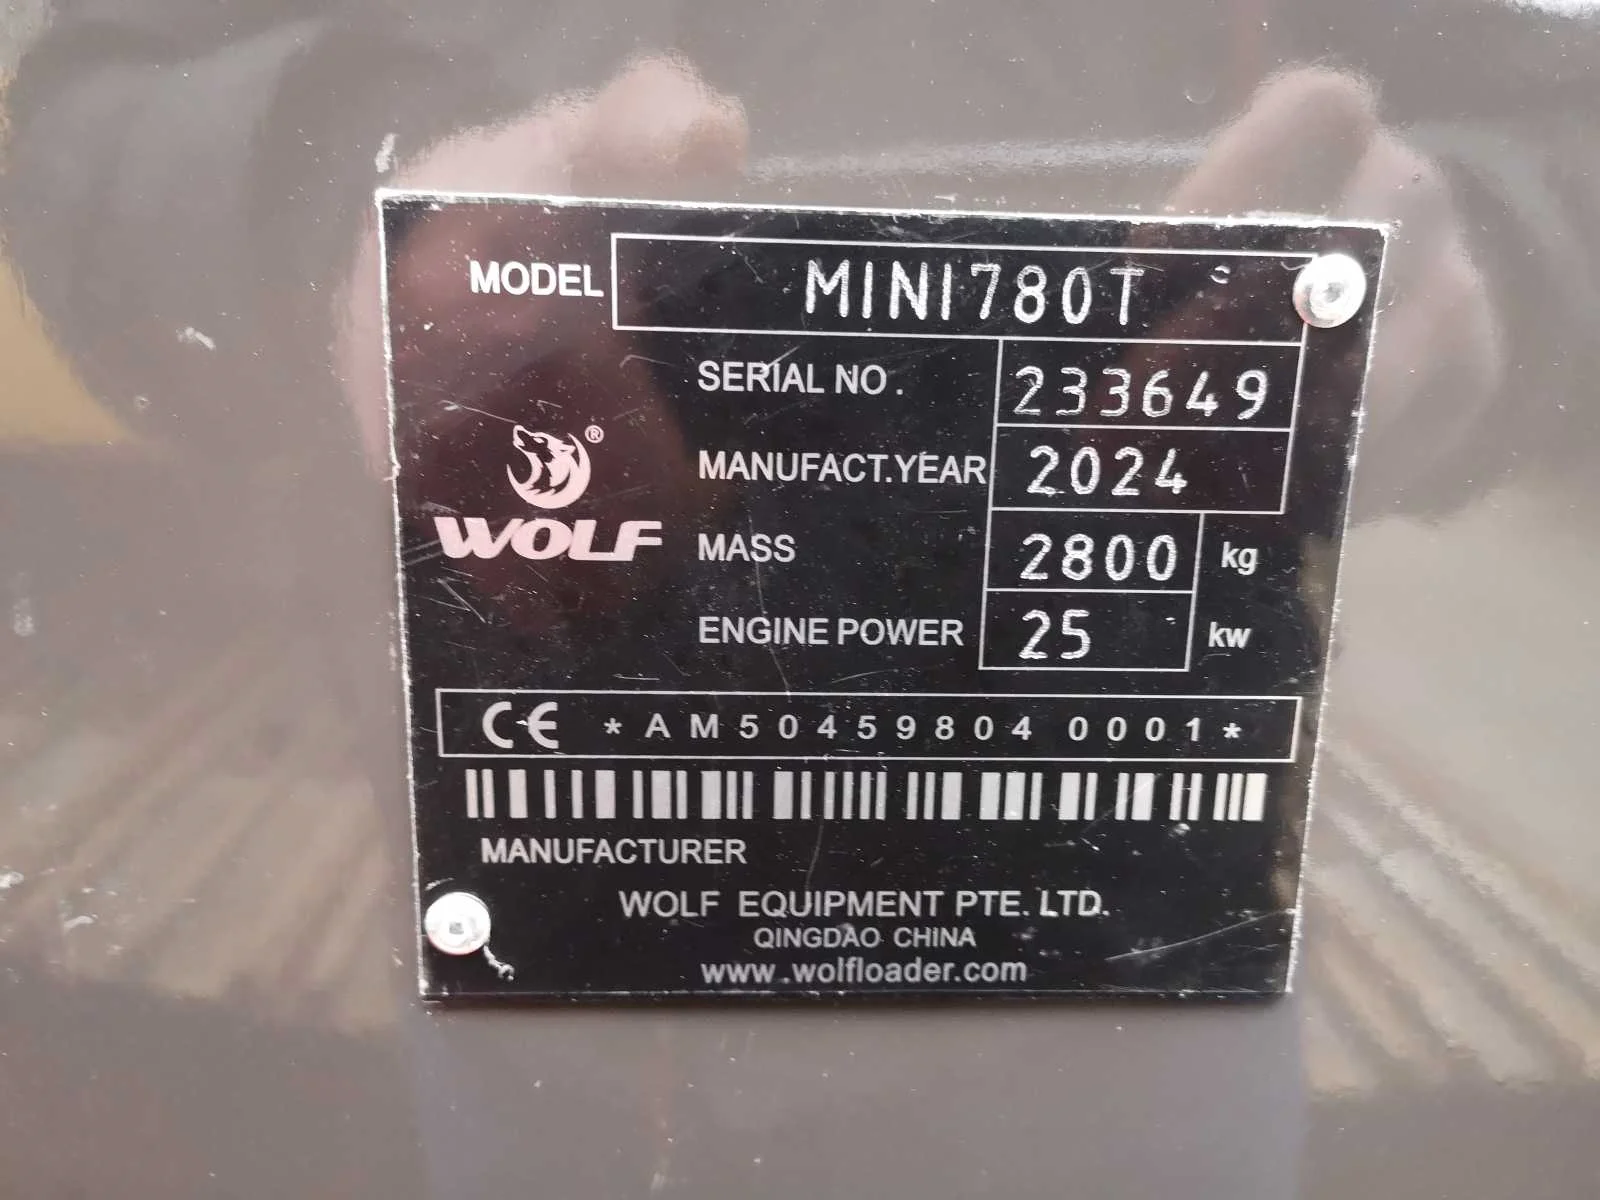 MODEL MINI780T
SERIAL NO. 233649
MANUFACT.YEAR 2024
® WOLF
MASS 2800 kg
ENGINE POWER 25 kw
CE *AM50459804 0001*
MANUFACTURER
WOLF EQUIPMENT PTE. LTD.
QINGDAO CHINA
www.wolfloader.com